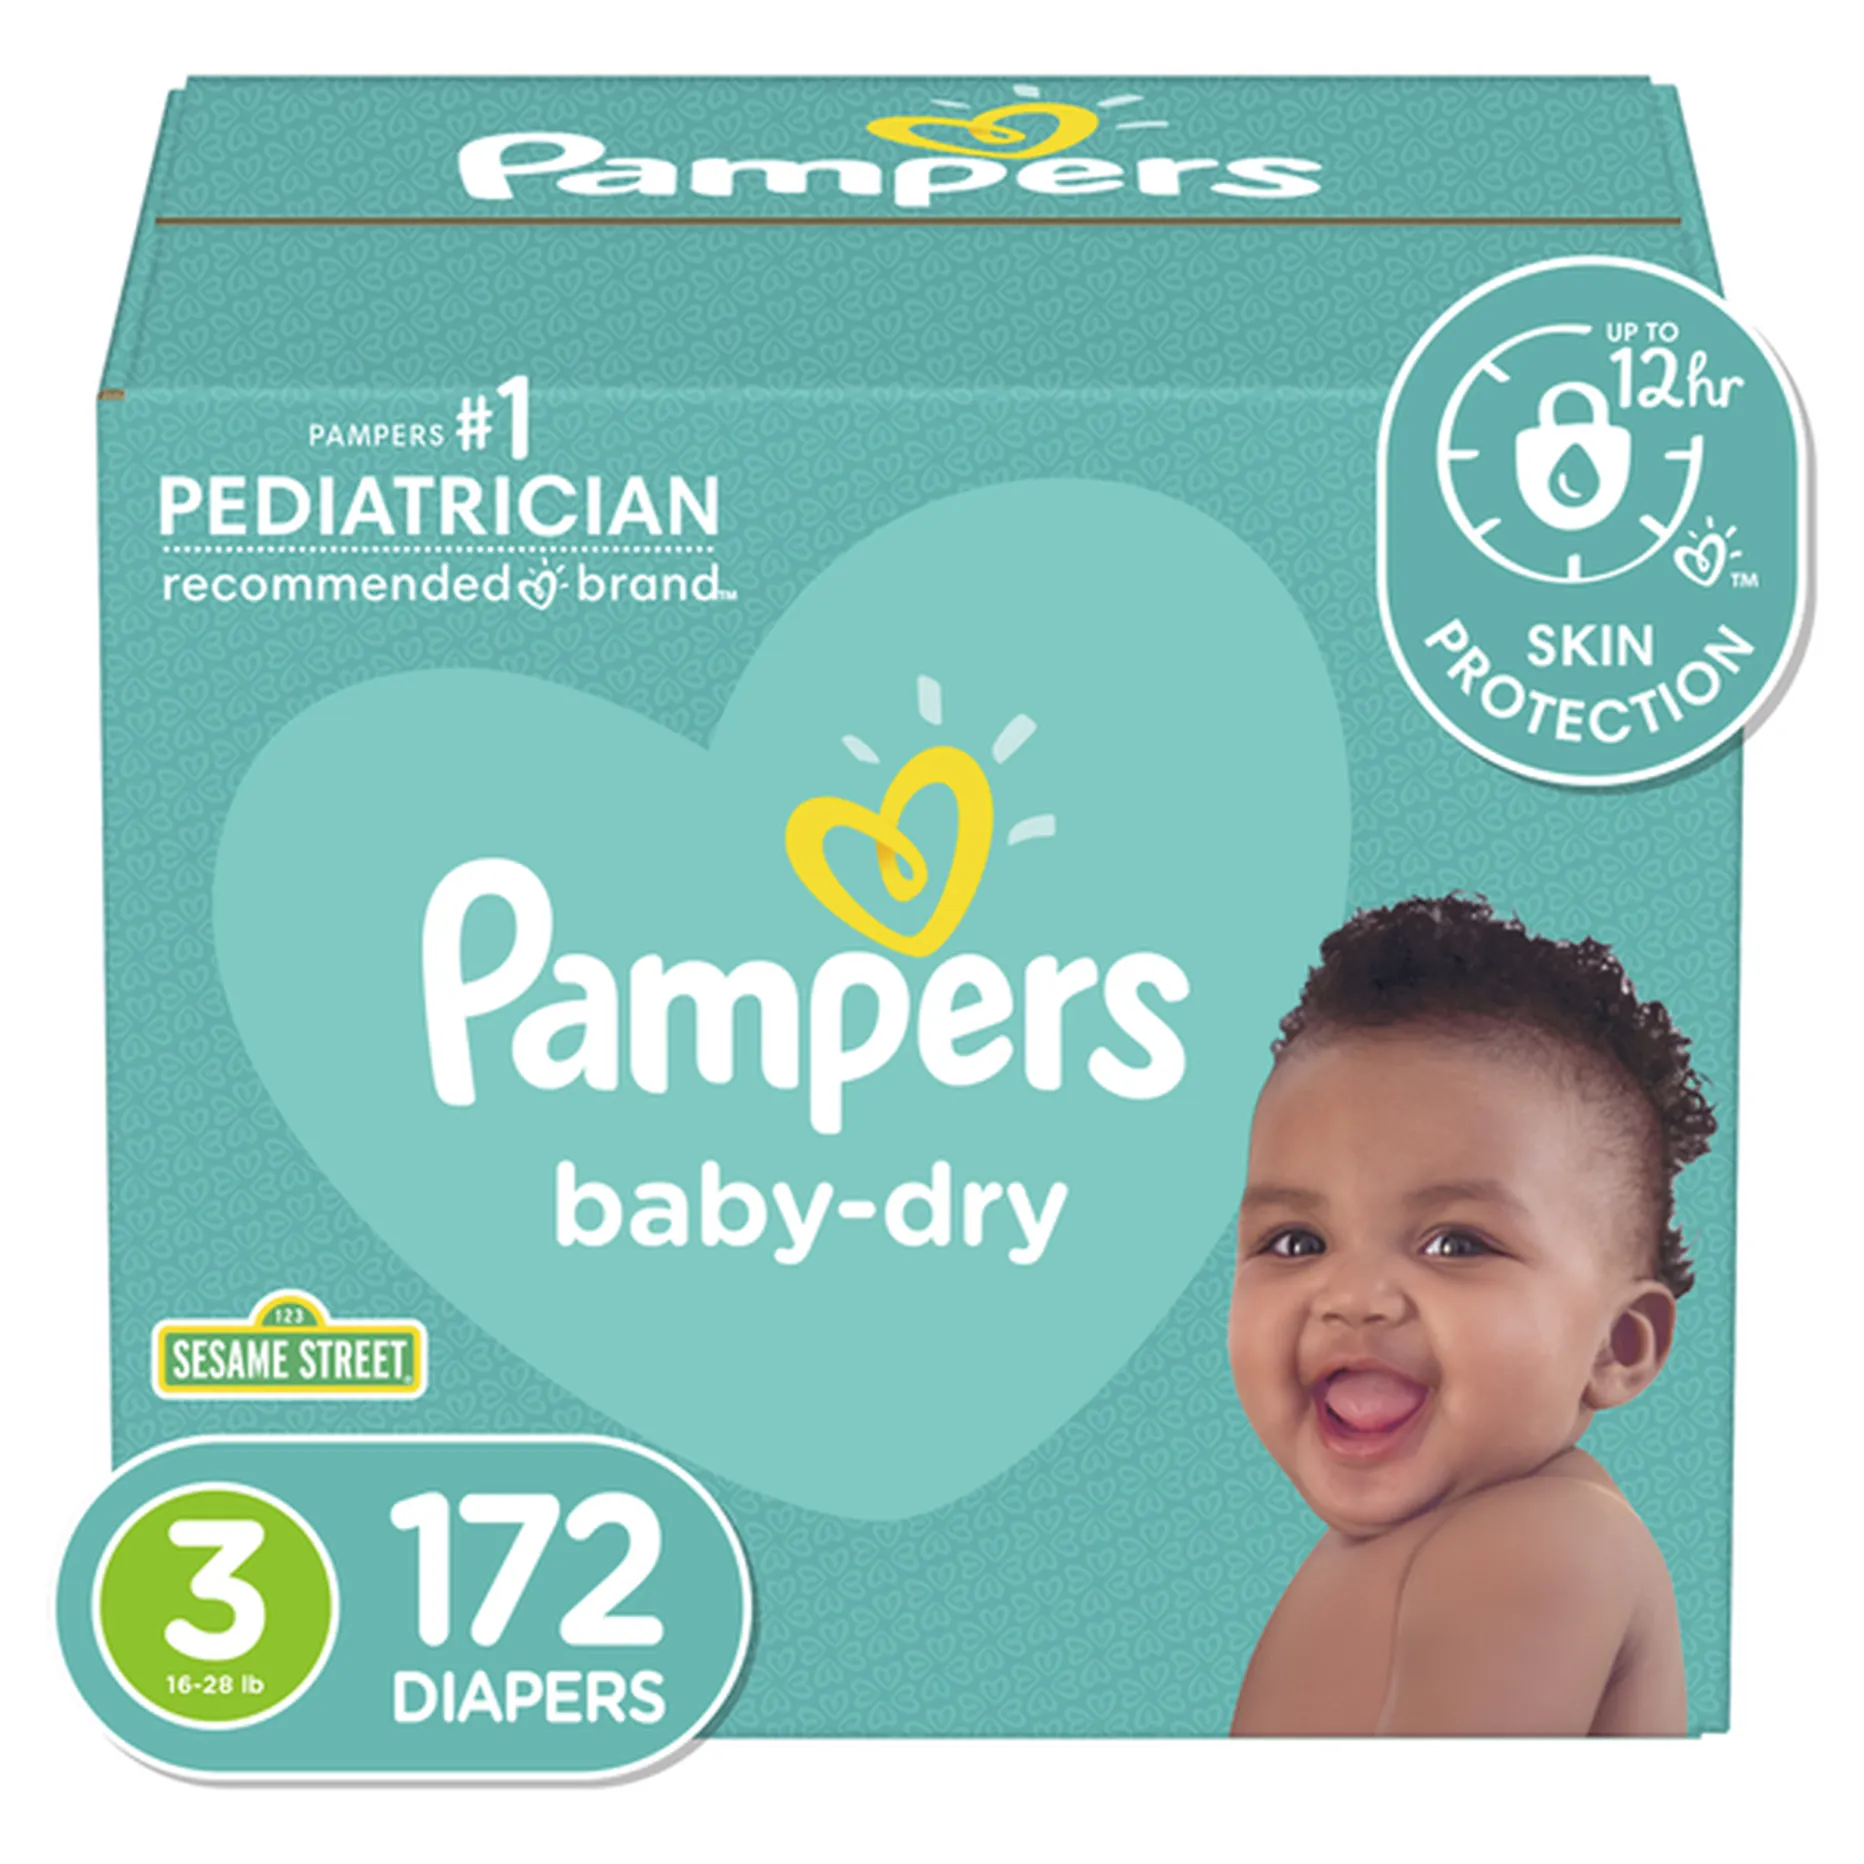 Pampers
UP TO
12hr
PAMPERS #1
PEDIATRICIAN
recommended brand™
TM
SKIN
PROTECTION
Pampers
baby-dry
123
SESAME STREET®
3
16-28 lb
172
DIAPERS